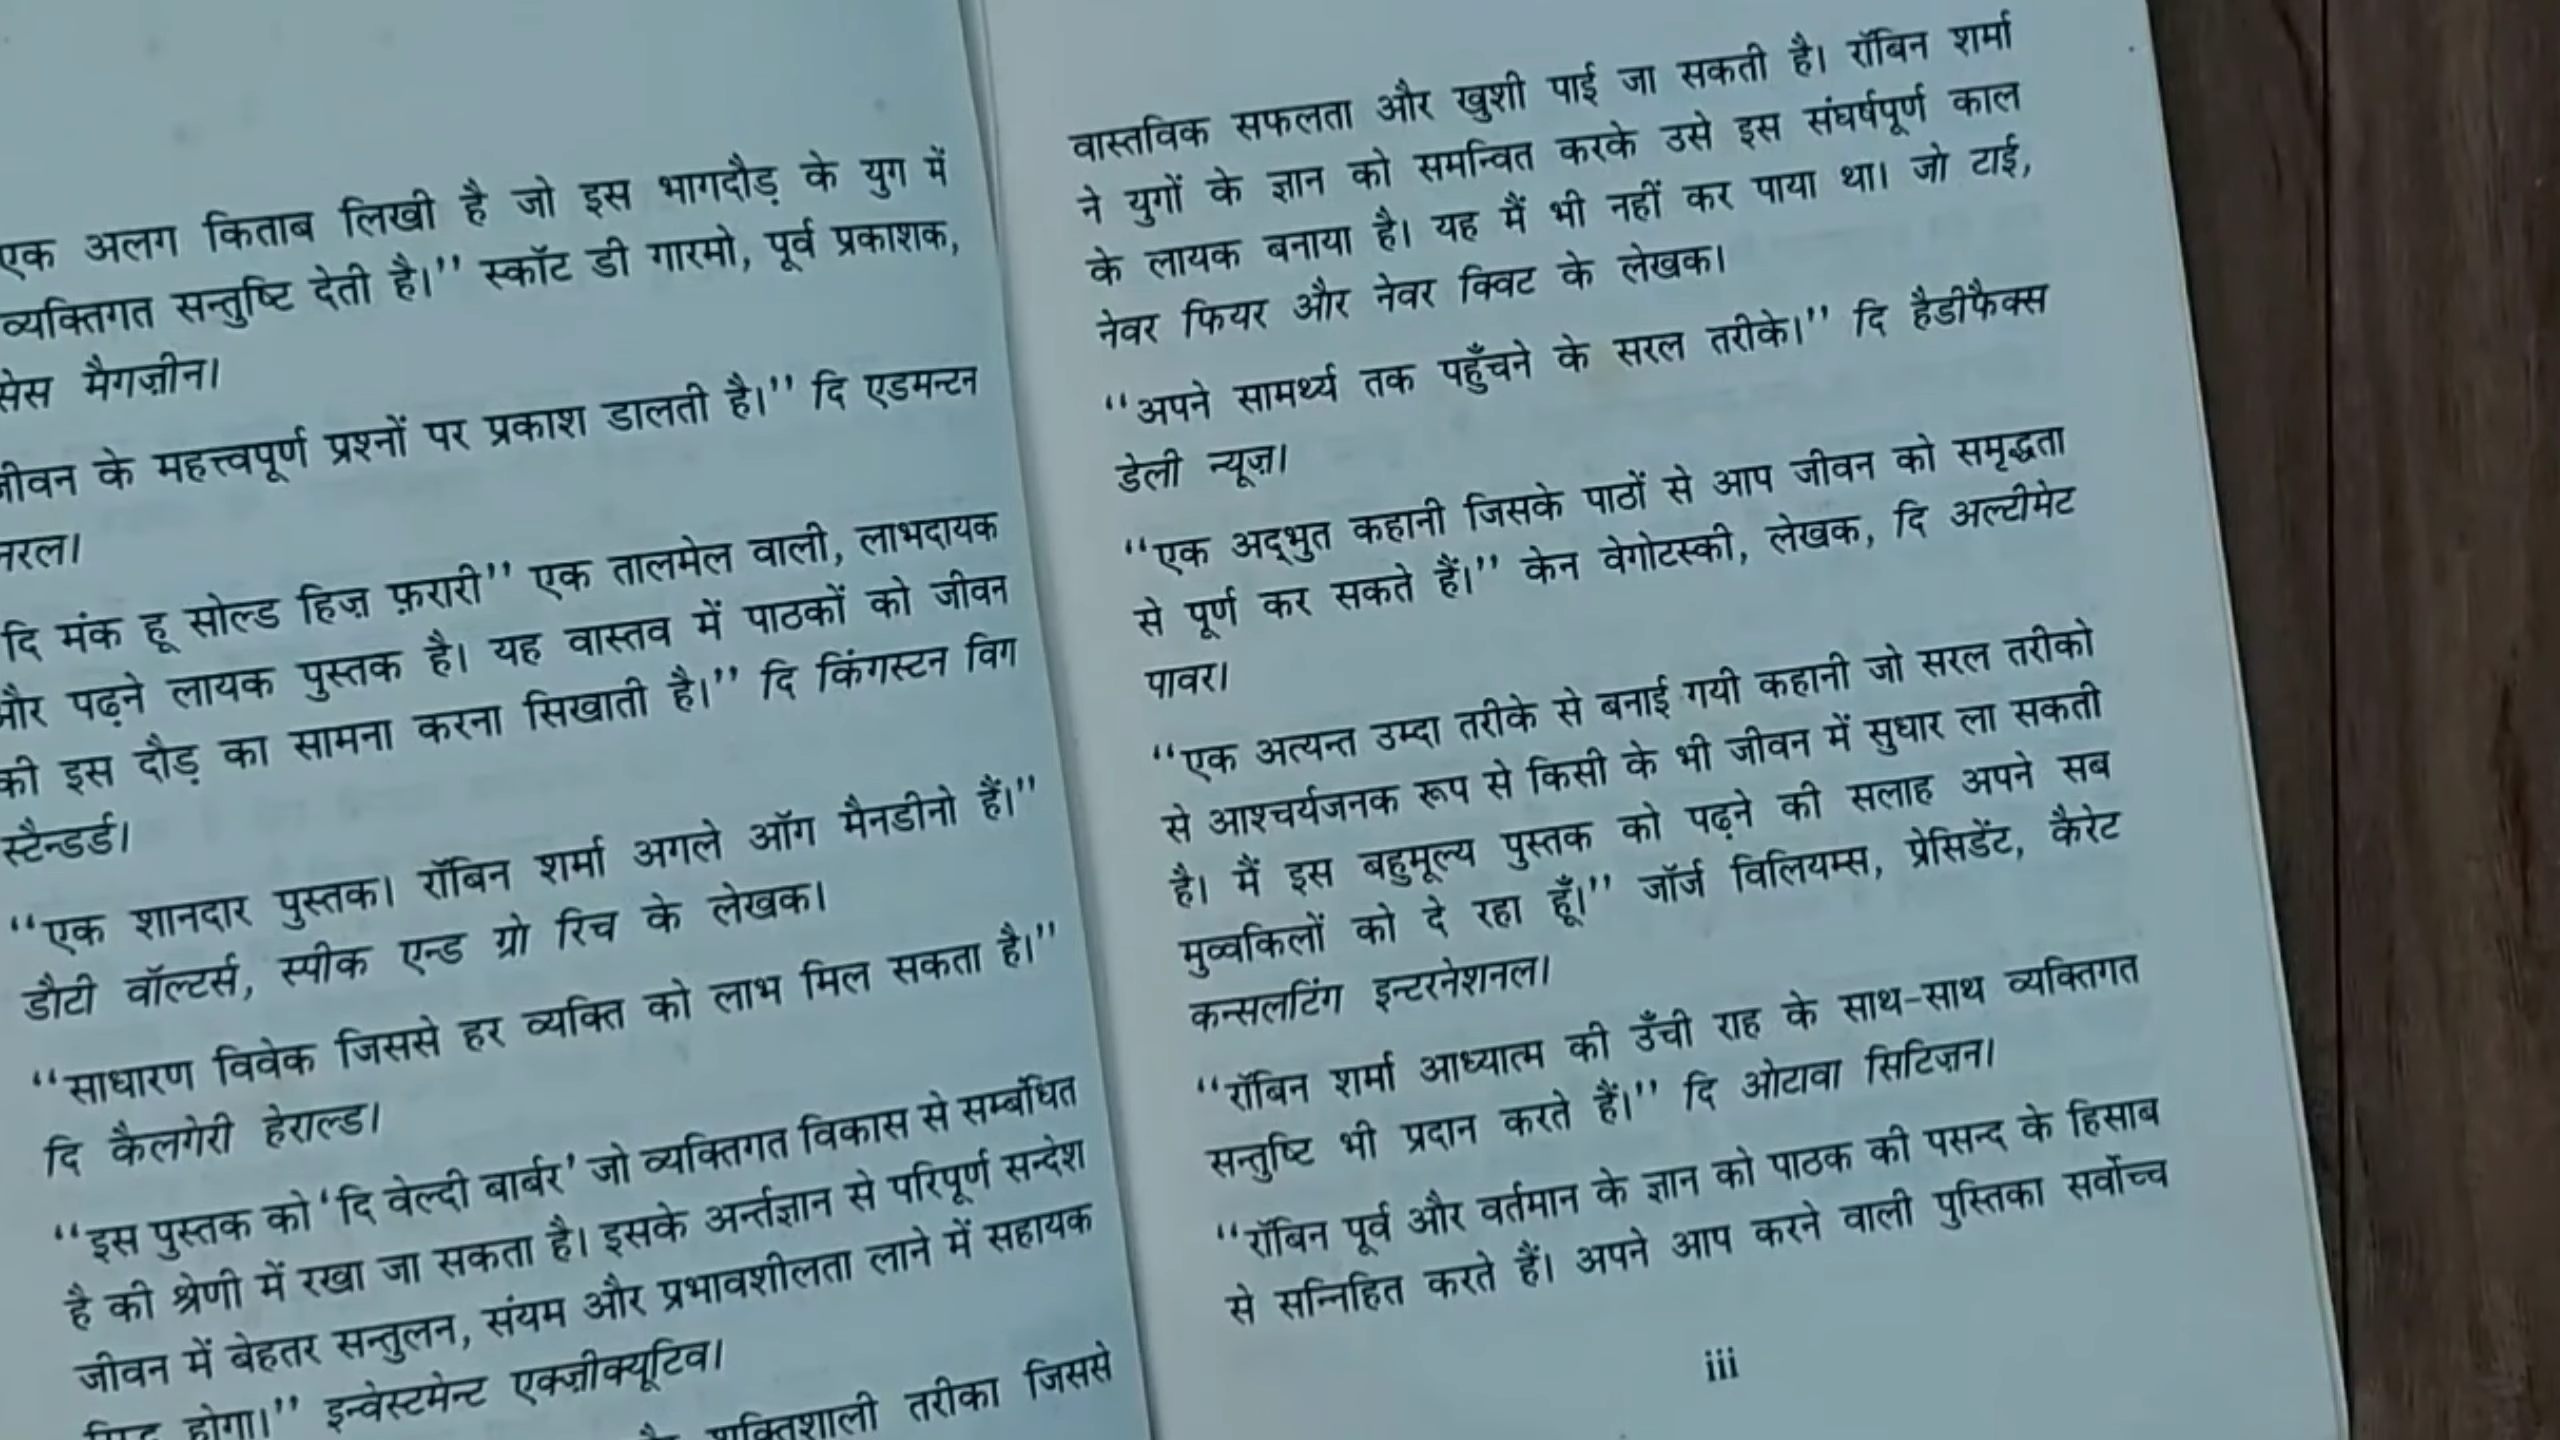 एक अलग किताब लिखी है जो इस भागदौड़ के युग में
व्यक्तिगत सन्तुष्टि देती है।’’ स्कॉट डी गारमो, पूर्व प्रकाशक,
सेस मैगज़ीन।
जीवन के महत्त्वपूर्ण प्रश्नों पर प्रकाश डालती है।’’ दि एडमन्टन
नरल।
दि मंक हू सोल्ड हिज़ फ़रारी’’ एक तालमेल वाली, लाभदायक
और पढ़ने लायक पुस्तक है। यह वास्तव में पाठकों को जीवन
की इस दौड़ का सामना करना सिखाती है।’’ दि किंगस्टन विग
स्टैन्डर्ड।
‘‘एक शानदार पुस्तक। रॉबिन शर्मा अगले ऑग मैनडीनो हैं।’’
डौटी वॉल्टर्स, स्पीक एन्ड ग्रो रिच के लेखक।
‘‘साधारण विवेक जिससे हर व्यक्ति को लाभ मिल सकता है।’’
दि कैलगेरी हेराल्ड।
‘‘इस पुस्तक को ‘दि वेल्दी बार्बर’ जो व्यक्तिगत विकास से सम्बंधित
है की श्रेणी में रखा जा सकता है। इसके अर्न्तज्ञान से परिपूर्ण सन्देश
जीवन में बेहतर सन्तुलन, संयम और प्रभावशीलता लाने में सहायक
होगा।’’ इन्वेस्टमेन्ट एक्ज़ीक्यूटिव।
शक्तिशाली तरीका जिससे
वास्तविक सफलता और खुशी पाई जा सकती है। रॉबिन शर्मा
ने युगों के ज्ञान को समन्वित करके उसे इस संघर्षपूर्ण काल
के लायक बनाया है। यह मैं भी नहीं कर पाया था। जो टाई,
नेवर फियर और नेवर क्विट के लेखक।
‘‘अपने सामर्थ्य तक पहुँचने के सरल तरीके।’’ दि हैडीफैक्स
डेली न्यूज़।
‘‘एक अद्‌भुत कहानी जिसके पाठों से आप जीवन को समृद्धता
से पूर्ण कर सकते हैं।’’ केन वेगोटस्की, लेखक, दि अल्टीमेट
पावर।
‘‘एक अत्यन्त उम्दा तरीके से बनाई गयी कहानी जो सरल तरीको
से आश्चर्यजनक रूप से किसी के भी जीवन में सुधार ला सकती
है। मैं इस बहुमूल्य पुस्तक को पढ़ने की सलाह अपने सब
मुव्वकिलों को दे रहा हूँ।’’ जॉर्ज विलियम्स, प्रेसिडेंट, कैरेट
कन्सलटिंग इन्टरनेशनल।
‘‘रॉबिन शर्मा आध्यात्म की उँची राह के साथ-साथ व्यक्तिगत
सन्तुष्टि भी प्रदान करते हैं।’’ दि ओटावा सिटिज़न।
‘‘रॉबिन पूर्व और वर्तमान के ज्ञान को पाठक की पसन्द के हिसाब
से सन्निहित करते हैं। अपने आप करने वाली पुस्तिका सर्वोच्च
iii